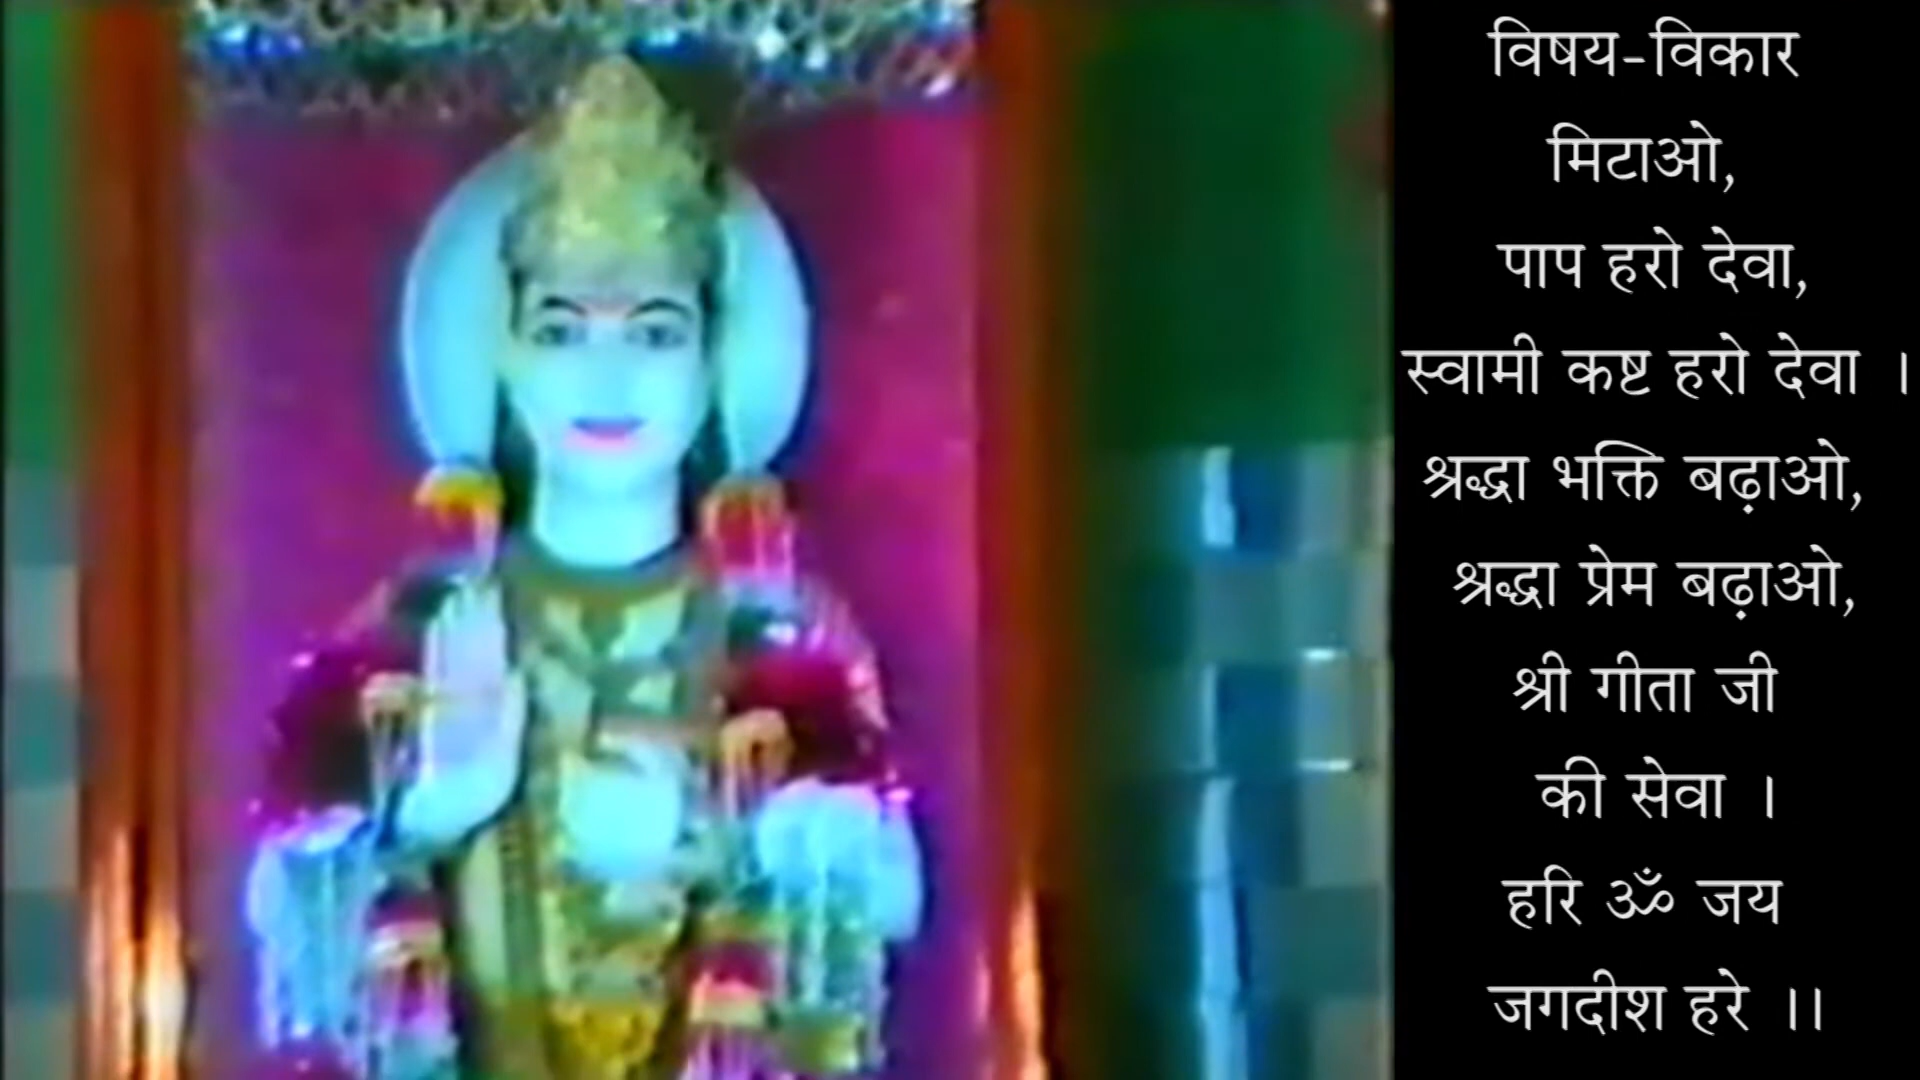 विषय-विकार
मिटाओ,
पाप हरो देवा,
स्वामी कष्ट हरो देवा ।
श्रद्धा भक्ति बढ़ाओ,
श्रद्धा प्रेम बढ़ाओ,
श्री गीता जी
की सेवा ।
हरि ॐ जय
जगदीश हरे ।।